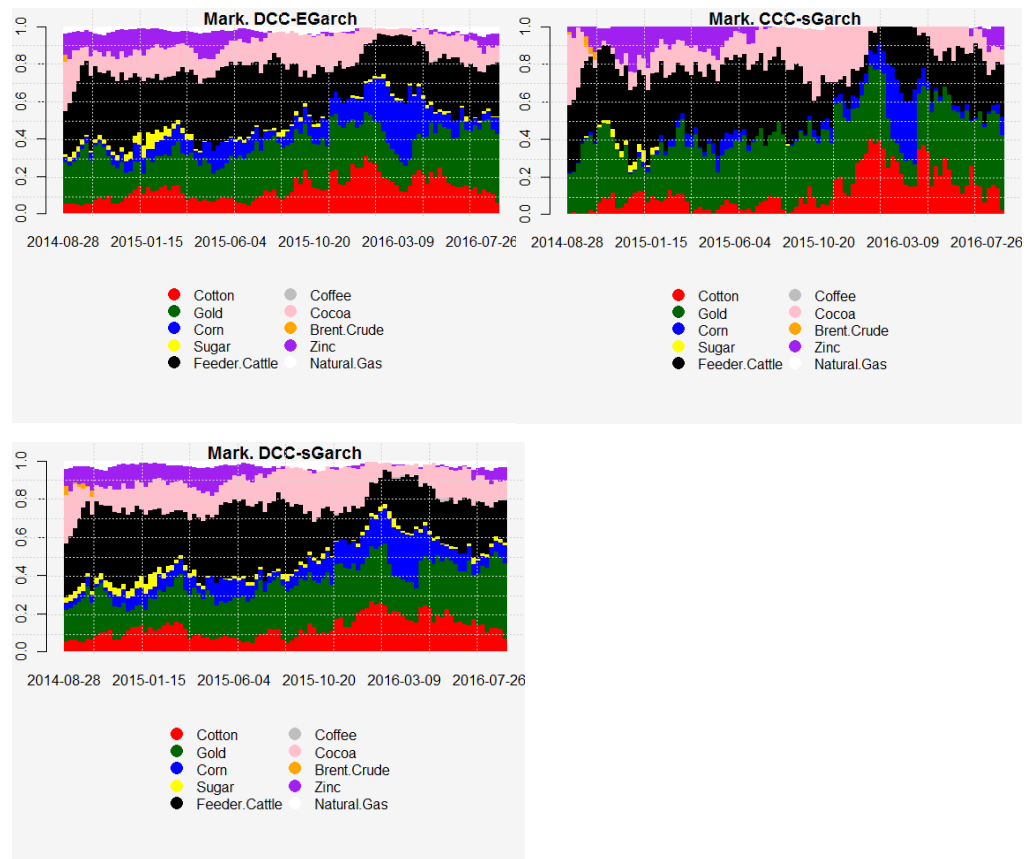 Mark. DCC-EGarch
1.0
0.8
0.6
0.4
0.2
0.0
2014-08-28 2015-01-15 2015-06-04 2015-10-20 2016-03-09 2016-07-26
Cotton Coffee
Gold Cocoa
Corn Brent.Crude
Sugar Zinc
Feeder.Cattle Natural.Gas
Mark. CCC-sGarch
1.0
0.8
0.6
0.4
0.2
0.0
2014-08-28 2015-01-15 2015-06-04 2015-10-20 2016-03-09 2016-07-26
Cotton Coffee
Gold Cocoa
Corn Brent.Crude
Sugar Zinc
Feeder.Cattle Natural.Gas
Mark. DCC-sGarch
1.0
0.8
0.6
0.4
0.2
0.0
2014-08-28 2015-01-15 2015-06-04 2015-10-20 2016-03-09 2016-07-26
Cotton Coffee
Gold Cocoa
Corn Brent.Crude
Sugar Zinc
Feeder.Cattle Natural.Gas